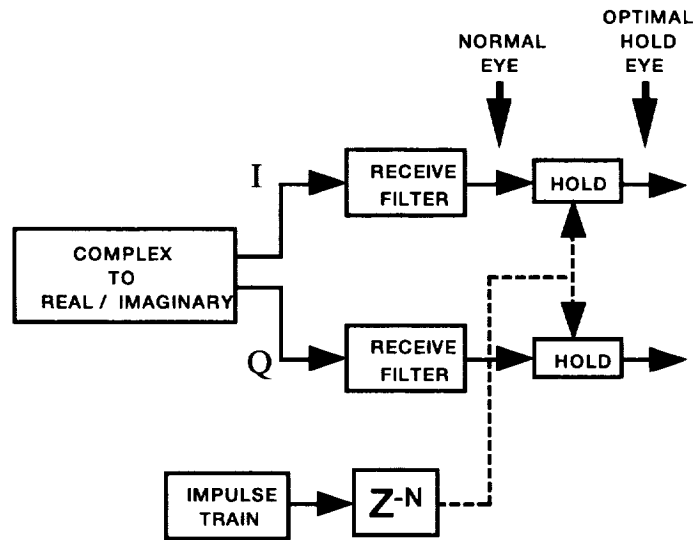 NORMAL
EYE
OPTIMAL
HOLD
EYE
I
RECEIVE
FILTER
HOLD
COMPLEX
TO
REAL / IMAGINARY
Q
RECEIVE
FILTER
HOLD
IMPULSE
TRAIN
Z-N